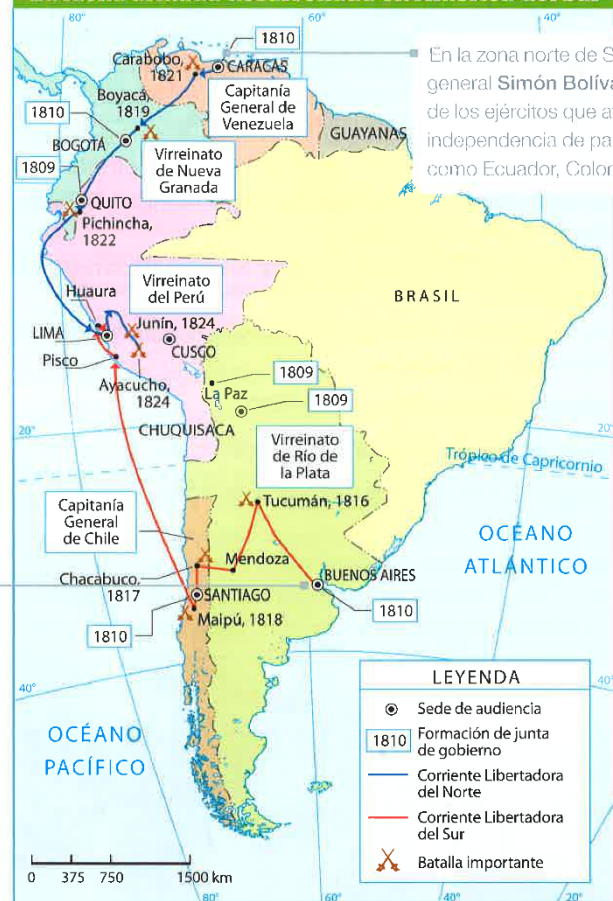 80°
60°
40°
1810
Carabobo,
1821
CARACAS
En la zona norte de
general Simón
de los ejércitos que
independencia de
como Ecuador,
Boyacá,
1819
Capitanía
General de
Venezuela
1810
BOGOTÁ
GUAYANAS
Virreinato
de Nueva
Granada
1809
QUITO
Pichincha,
1822
Huaura
Virreinato
del Perú
BRASIL
LIMA
Junín, 1824
CUSCO
Pisco
Ayacucho,
1824
1809
La Paz
1809
CHUQUISACA
20°
20°
Virreinato
de Río de
la Plata
Trópico de Capricornio
Capitanía
General
de Chile
Tucumán, 1816
OCÉANO
ATLÁNTICO
Mendoza
Chacabuco,
1817
BUENOS AIRES
SANTIAGO
1810
1810
Maipú, 1818
40°
40°
OCÉANO
PACÍFICO
LEYENDA
Sede de audiencia
1810 Formación de junta
de gobierno
Corriente Libertadora
del Norte
Corriente Libertadora
del Sur
Batalla importante
0 375 750 1500 km
80°
60°
40°
20°